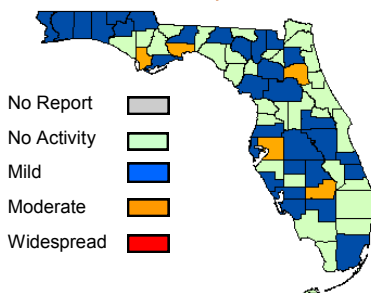 No Report
No Activity
Mild
Moderate
Widespread